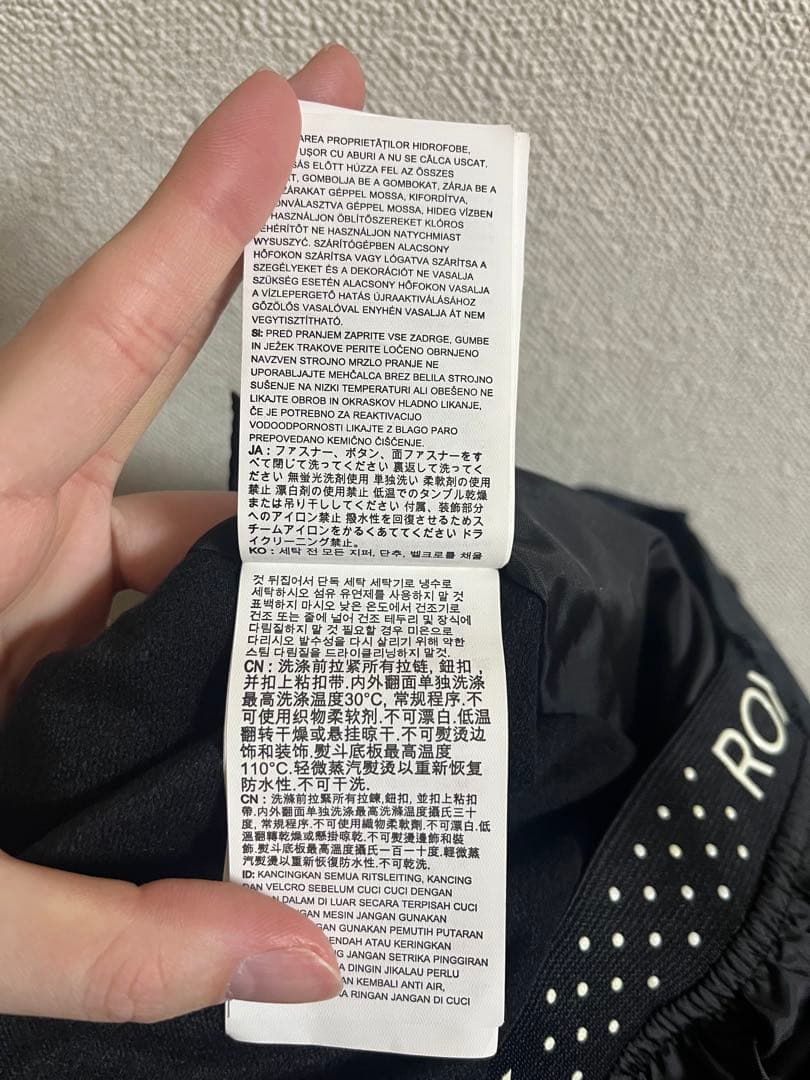 AREA PROPRIETĂȚILOR HIDROFOBE,
UȘOR CU ABURI A NU SE CĂLCA USCAT.
ELŐTT HÚZZA FEL AZ ÖSSZES
GOMBOLJA BE A GOMBOKAT, ZÁRJA BE A
GÉPPEL MOSSA, KIFORDÍTVA,
GÉPPEL MOSSA, HIDEG VÍZBEN
HASZNÁLJON ÖBLÍTŐSZEREKET KLÓROS
NE HASZNÁLJON NATYCHMIAST
WYSUSZYĆ. SZÁRÍTÓGÉPBEN ALACSONY
HŐFOKON SZÁRÍTSA VAGY LÓGATVA SZÁRÍTSA A
SZEGÉLYEKET ÉS A DEKORÁCIÓT NE VASALJA
SZÜKSÉG ESETÉN ALACSONY HŐFOKON VASALJA
A VÍZLEPERGETŐ HATÁS ÚJRAAKTIVÁLÁSÁHOZ
GŐZÖLŐS VASALÓVAL ENYHÉN VASALJA ÁT NEM
VEGYTISZTÍTHATÓ.
SI: PRED PRANJEM ZAPRITE VSE ZADRGE, GUMBE
IN JEŽEK TRAKOVE PERITE LOČENO OBRNJENO
NAVZVEN STROJNO MRZLO PRANJE NE
UPORABLJAJTE MEHČALCA BREZ BELILA STROJNO
SUŠENJE NA NIZKI TEMPERATURI ALI OBEŠENO NE
LIKAJTE OBROB IN OKRASKOV HLADNO LIKANJE,
ČE JE POTREBNO ZA REAKTIVACIJO
VODOODPORNOSTI LIKAJTE Z BLAGO PARO
PREPOVEDANO KEMIČNO ČIŠČENJE.
JA : ファスナー、ボタン、面ファスナーをす
べて閉じて洗ってください 裏返して洗ってく
ださい 無蛍光洗剤使用 単独洗い 柔軟剤の使用
禁止 漂白剤の使用禁止 低温でのタンブル乾燥
または吊り干ししてください 付属、装飾部分
へのアイロン禁止 撥水性を回復させるためス
チームアイロンをかるくあててください ドラ
イクリーニング禁止。
KO : 세탁 전 모든 지퍼, 단추, 벨크로를 채울
것 뒤집어서 단독 세탁 세탁기로 냉수로
세탁하시오 섬유 유연제를 사용하지 말 것
표백하지 마시오 낮은 온도에서 건조기로
건조 또는 줄에 널어 건조 테두리 및 장식에
다림질하지 말 것 필요할 경우 미온으로
다리시오 발수성을 다시 살리기 위해 약한
스팀 다림질을 드라이클리닝하지 말것.
CN : 洗涤前拉紧所有拉链, 鈕扣 ,
并扣上粘扣带.内外翻面单独洗涤
最高洗涤温度30°C, 常规程序.不
可使用织物柔软剂.不可漂白.低温
翻转干燥或悬挂晾干.不可熨烫边
饰和装饰.熨斗底板最高温度
110°C.轻微蒸汽熨烫以重新恢复
防水性.不可干洗.
CN : 洗滌前拉緊所有拉鍊, 鈕扣, 並扣上粘扣
帶.内外翻面单独洗滌最高洗滌温度攝氏三十
度, 常規程序.不可使用織物柔軟劑.不可漂白.低
溫翻轉乾燥或懸掛晾乾.不可熨燙邊飾和裝
飾.熨斗底板最高溫度攝氏一百一十度.輕微蒸
汽熨燙以重新恢復防水性.不可乾洗.
ID: KANCINGKAN SEMUA RITSLEITING, KANCING
DAN VELCRO SEBELUM CUCI CUCI DENGAN
DALAM DI LUAR SECARA TERPISAH CUCI
MESIN JANGAN GUNAKAN
GUNAKAN PEMUTIH PUTARAN
ATAU KERINGKAN
JANGAN SETRIKA PINGGIRAN
DINGIN JIKALAU PERLU
KEMBALI ANTI AIR,
RINGAN JANGAN DI CUCI